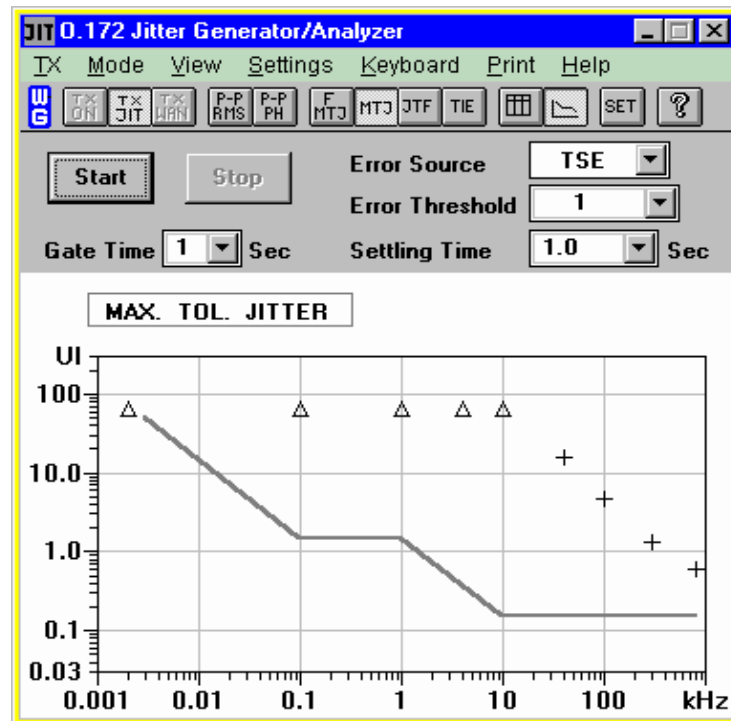 JIT O.172 Jitter Generator/Analyzer
TX Mode View Settings Keyboard Print Help
WG TX ON TX JIT TX WAN P-P RMS P-P PH F MTJ MTJ JTF TIE SET ?
Start Stop Error Source TSE
Error Threshold 1
Gate Time 1 Sec Settling Time 1.0 Sec
MAX. TOL. JITTER
UI
100
10.0
1.0
0.1
0.03
0.001 0.01 0.1 1 10 100 kHz